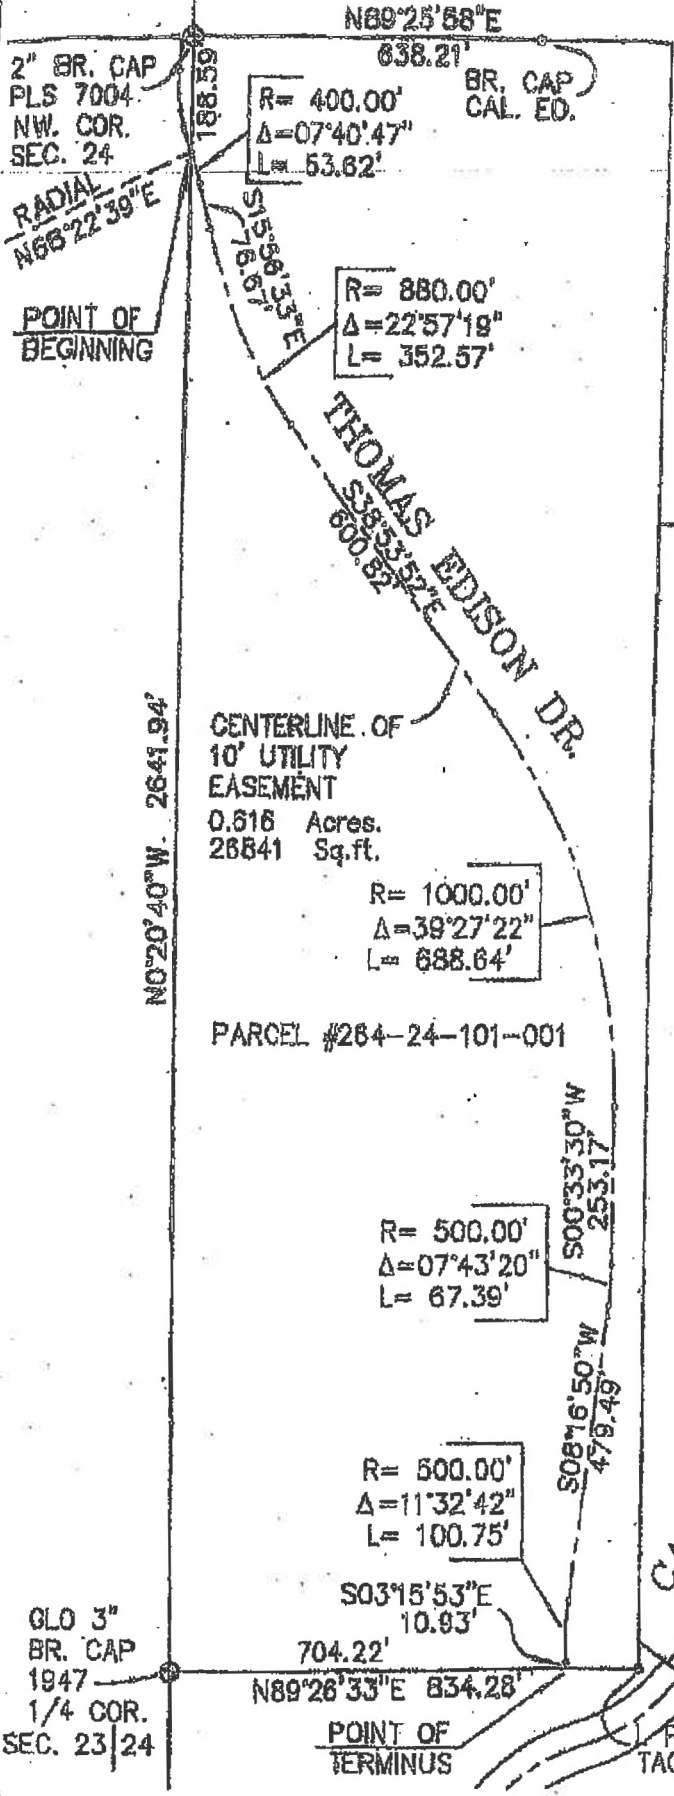 N89°25'58"E
638.21'
2" BR. CAP
PLS 7004
NW. COR.
SEC. 24
188.59'
BR. CAP
CAL. ED.
R= 400.00'
Δ=07°40'47"
L= 53.62'
RADIAL
N66°22'39"E
S15°56'33"E
76.67'
POINT OF
BEGINNING
R= 880.00'
Δ=22°57'19"
L= 352.57'
THOMAS EDISON DR.
S38°53'52"E
600.82'
CENTERLINE OF
10' UTILITY
EASEMENT
0.616 Acres.
26841 Sq.ft.
N0°20'40"W. 2641.94'
R= 1000.00'
Δ=39°27'22"
L= 688.64'
PARCEL #264-24-101-001
S00°33'30"W
253.17'
R= 500.00'
Δ=07°43'20"
L= 67.39'
S08°16'50"W
479.49'
R= 500.00'
Δ=11°32'42"
L= 100.75'
S03°15'53"E
10.93'
GLO 3"
BR. CAP
1947
1/4 COR.
SEC. 23|24
704.22'
N89°26'33"E 834.28'
POINT OF
TERMINUS